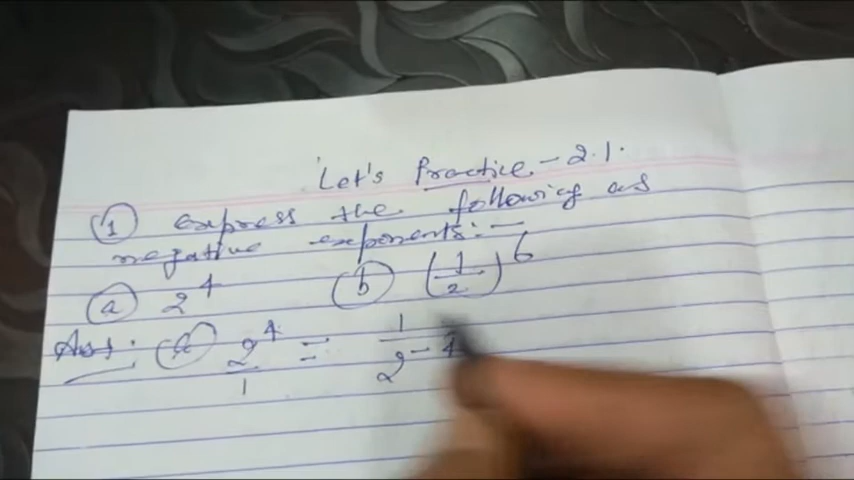 Let's Practice - 2.1.
(1) express the following as
negative exponents:-
(a) 2^4 (b) (1/2)^6
Ans: (a) 2^4/1 = 1/2^-4